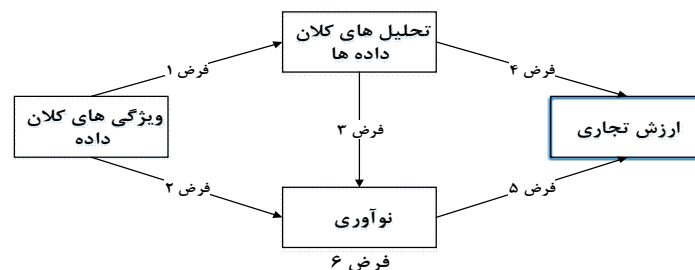 تحلیل های کلان
داده ها
فرض ۱
فرض ۴
ویژگی های کلان
داده
ارزش تجاری
فرض ۳
فرض ۲
فرض ۵
نوآوری
فرض ۶